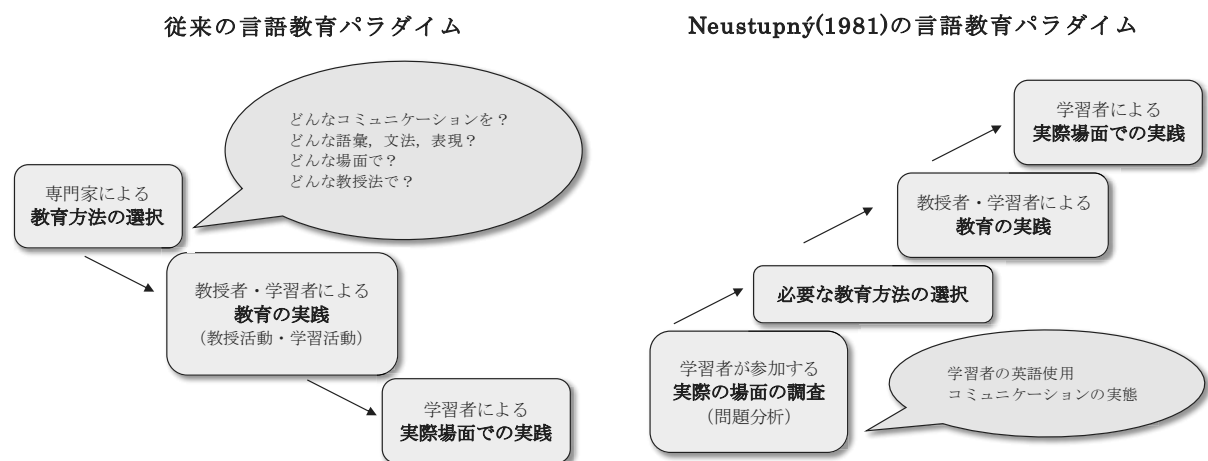 従来の言語教育パラダイム
どんなコミュニケーションを?
どんな語彙,文法,表現?
どんな場面で?
どんな教授法で?
専門家による
教育方法の選択
教授者・学習者による
教育の実践
(教授活動・学習活動)
学習者による
実際場面での実践
Neustupný(1981)の言語教育パラダイム
学習者による
実際場面での実践
教授者・学習者による
教育の実践
必要な教育方法の選択
学習者が参加する
実際の場面の調査
(問題分析)
学習者の英語使用
コミュニケーションの実態